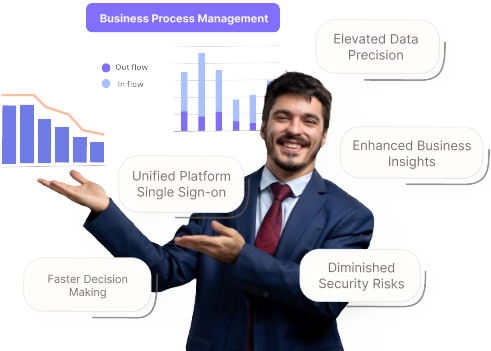 Business Process Management
Out flow
In flow
Elevated Data
Precision
Enhanced Business
Insights
Unified Platform
Single Sign-on
Faster Decision
Making
Diminished
Security Risks